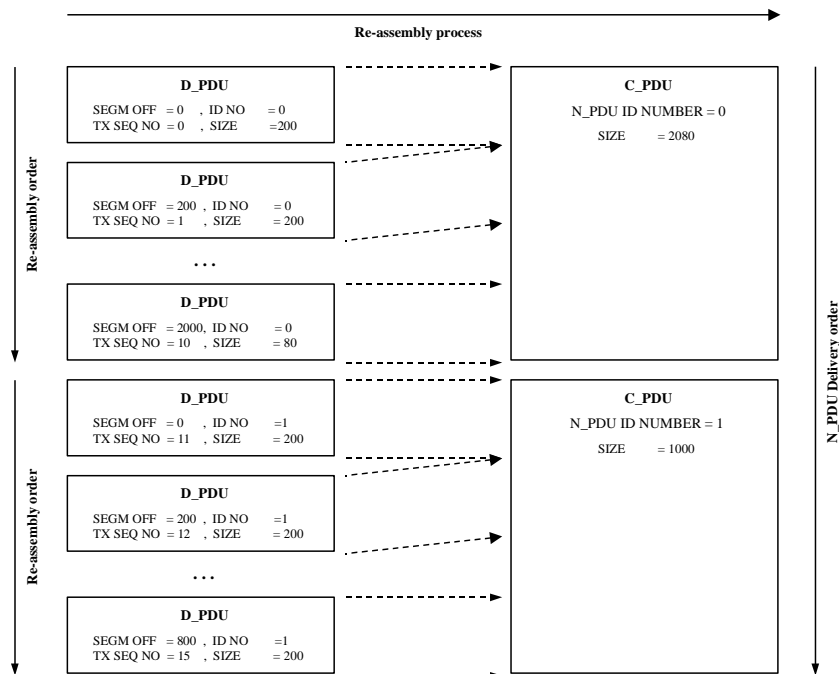 Re-assembly process
Re-assembly order
D_PDU
SEGM OFF = 0 , ID NO = 0
TX SEQ NO = 0 , SIZE =200
D_PDU
SEGM OFF = 200 , ID NO = 0
TX SEQ NO = 1 , SIZE = 200
...
D_PDU
SEGM OFF = 2000, ID NO = 0
TX SEQ NO = 10 , SIZE = 80
C_PDU
N_PDU ID NUMBER = 0
SIZE = 2080
Re-assembly order
D_PDU
SEGM OFF = 0 , ID NO =1
TX SEQ NO = 11 , SIZE = 200
D_PDU
SEGM OFF = 200 , ID NO =1
TX SEQ NO = 12 , SIZE = 200
...
D_PDU
SEGM OFF = 800 , ID NO =1
TX SEQ NO = 15 , SIZE = 200
C_PDU
N_PDU ID NUMBER = 1
SIZE = 1000
N_PDU Delivery order